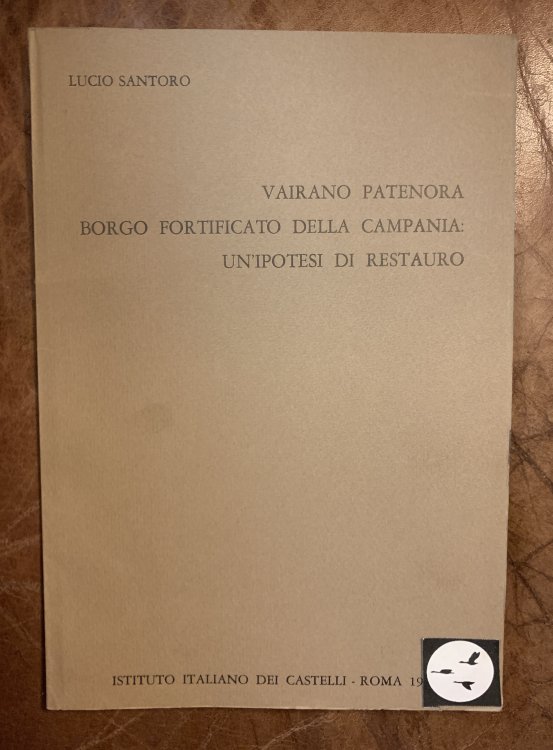 LUCIO SANTORO
VAIRANO PATENORA
BORGO FORTIFICATO DELLA CAMPANIA:
UN'IPOTESI DI RESTAURO
ISTITUTO ITALIANO DEI CASTELLI - ROMA